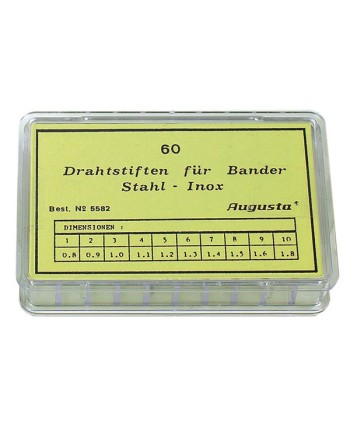 60
Drahtstiften für Bander
Stahl - Inox
Best. Nº 5582 Augusta
DIMENSIONEN :
1 2 3 4 5 6 7 8 9 10
0.8 0.9 1.0 1.1 1.2 1.3 1.4 1.5 1.6 1.8